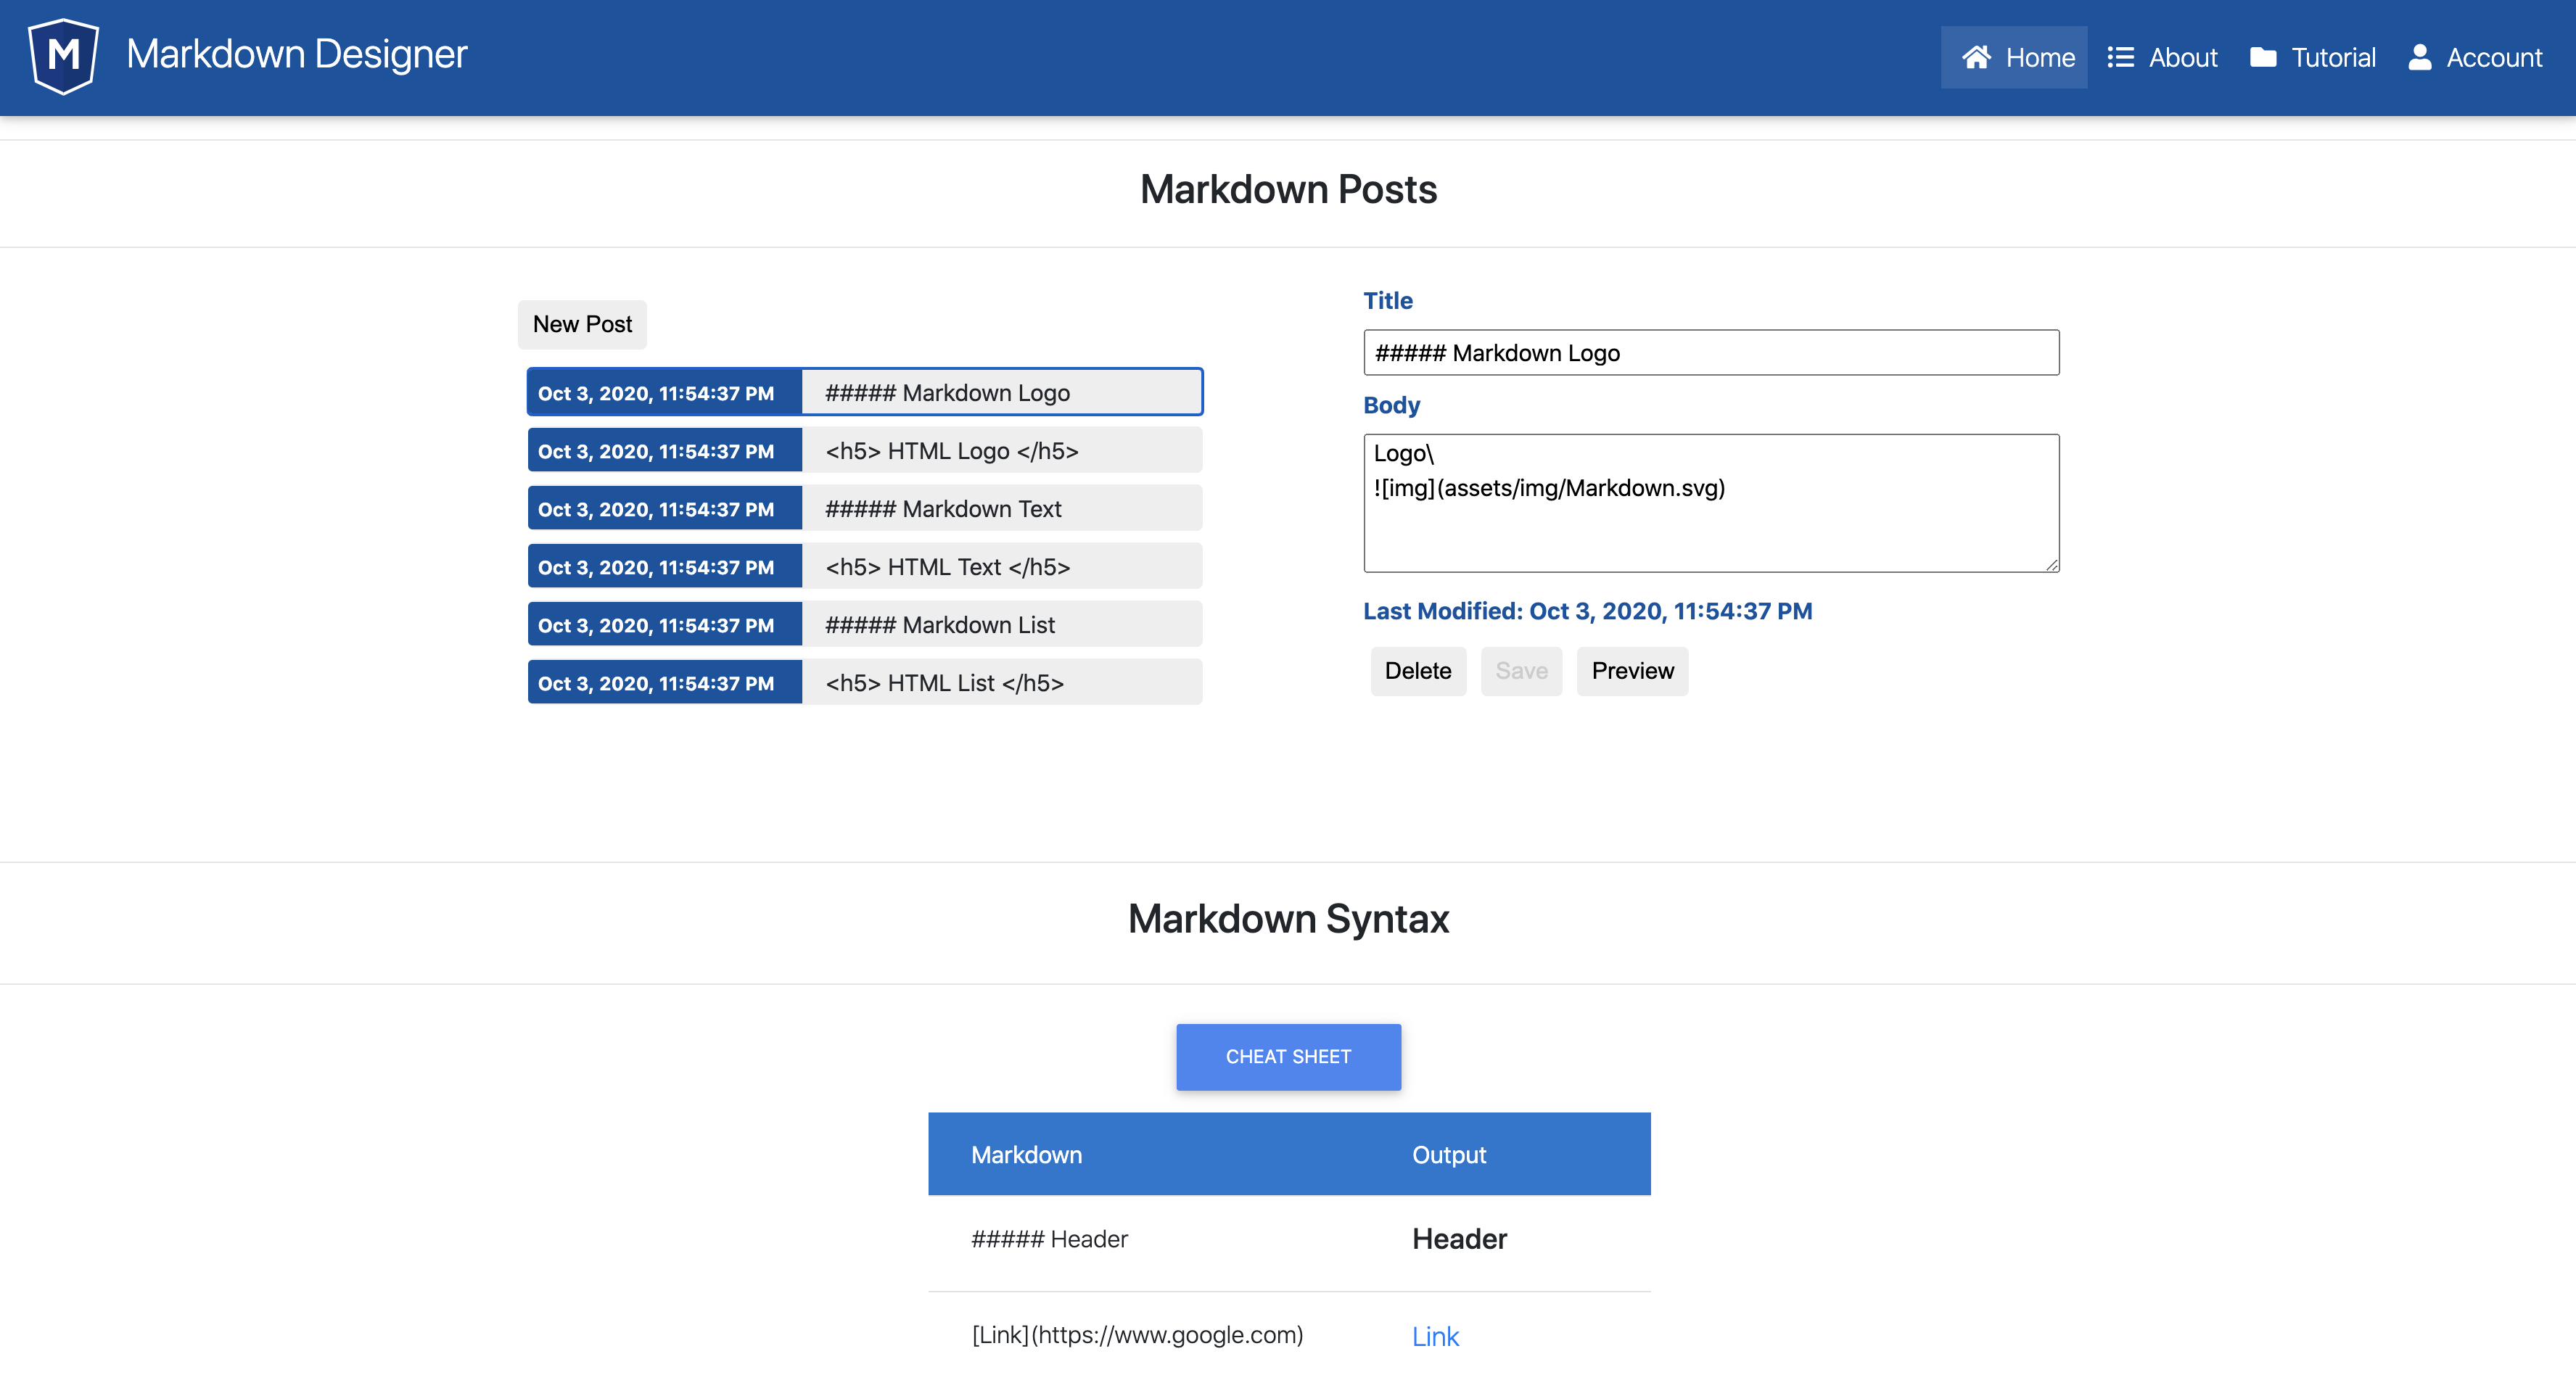 M Markdown Designer
Home About Tutorial Account
Markdown Posts
New Post
Oct 3, 2020, 11:54:37 PM ##### Markdown Logo
Oct 3, 2020, 11:54:37 PM <h5> HTML Logo </h5>
Oct 3, 2020, 11:54:37 PM ##### Markdown Text
Oct 3, 2020, 11:54:37 PM <h5> HTML Text </h5>
Oct 3, 2020, 11:54:37 PM ##### Markdown List
Oct 3, 2020, 11:54:37 PM <h5> HTML List </h5>
Title
##### Markdown Logo
Body
Logo\
![img](assets/img/Markdown.svg)
Last Modified: Oct 3, 2020, 11:54:37 PM
Delete Save Preview
Markdown Syntax
CHEAT SHEET
Markdown Output
##### Header Header
[Link](https://www.google.com) Link